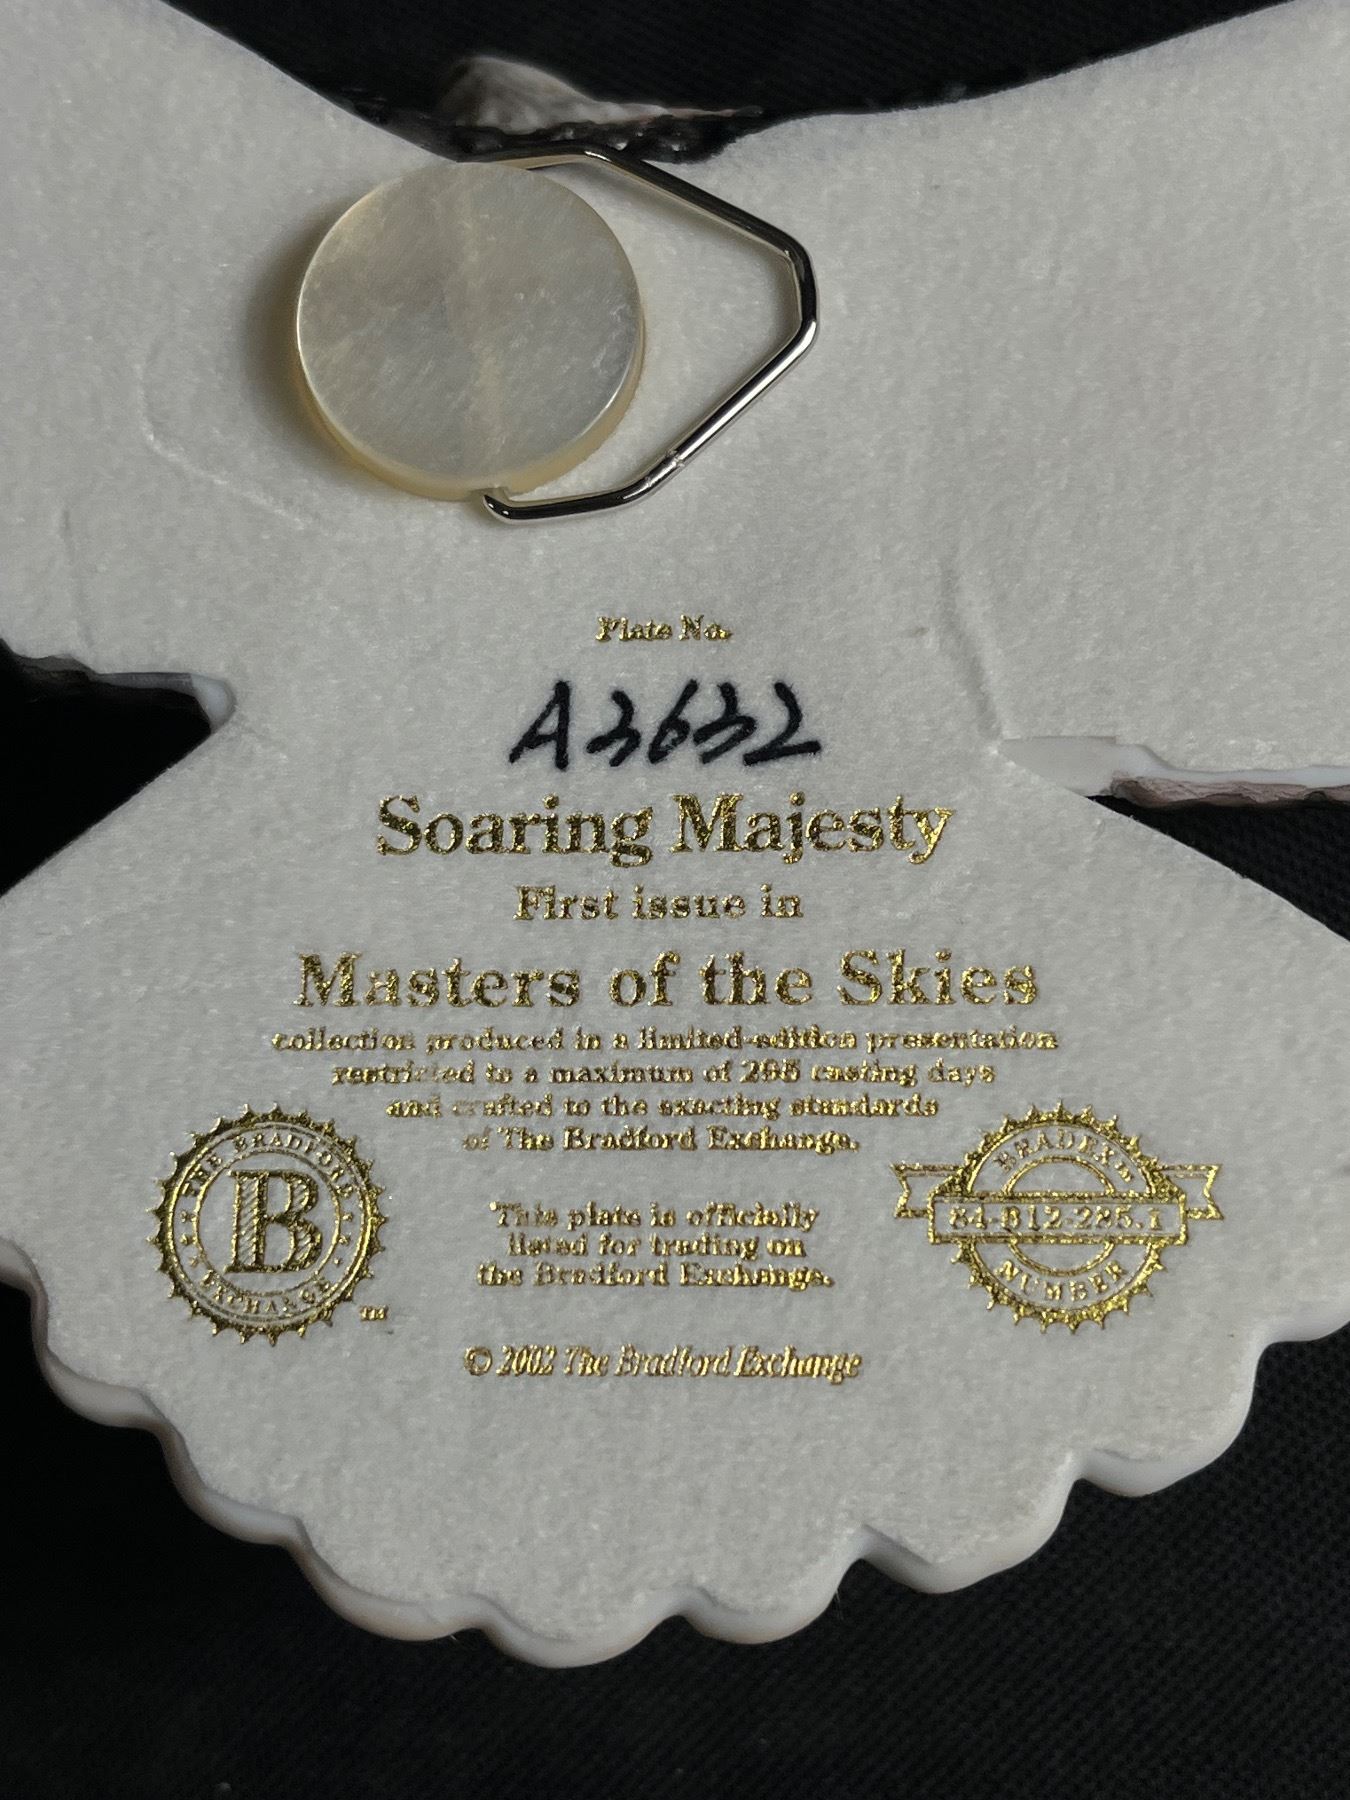 Plate No.
A3632
Soaring Majesty
First issue in
Masters of the Skies
collection produced in a limited-edition presentation
restricted to a maximum of 295 casting days
and crafted to the exacting standards
of The Bradford Exchange.
THE BRADFORD
B
EXCHANGE
TM
This plate is officially
listed for trading on
the Bradford Exchange.
BRADEX TM
84-B12-285.1
NUMBER
© 2002 The Bradford Exchange